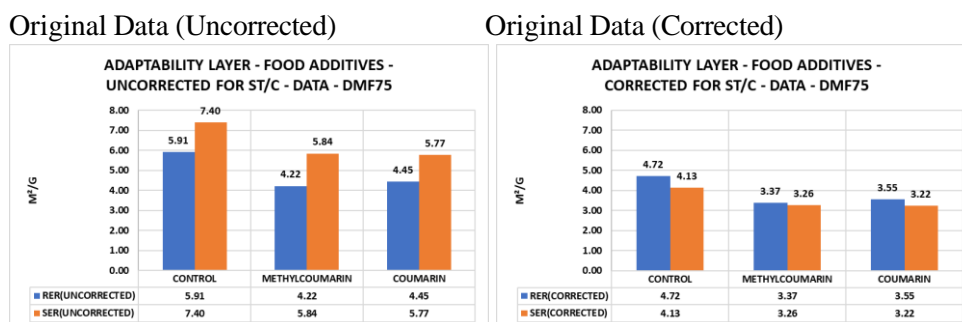 Original Data (Uncorrected)
Original Data (Corrected)
ADAPTABILITY LAYER - FOOD ADDITIVES -
UNCORRECTED FOR ST/C - DATA - DMF75
8.00
7.00
6.00
5.00
4.00
3.00
2.00
1.00
0.00
M²/G
5.91
7.40
4.22
5.84
4.45
5.77
CONTROL METHYLCOUMARIN COUMARIN
RER(UNCORRECTED) 5.91 4.22 4.45
SER(UNCORRECTED) 7.40 5.84 5.77
ADAPTABILITY LAYER - FOOD ADDITIVES -
CORRECTED FOR ST/C - DATA - DMF75
8.00
7.00
6.00
5.00
4.00
3.00
2.00
1.00
0.00
M²/G
4.72
4.13
3.37
3.26
3.55
3.22
CONTROL METHYLCOUMARIN COUMARIN
RER(CORRECTED) 4.72 3.37 3.55
SER(CORRECTED) 4.13 3.26 3.22